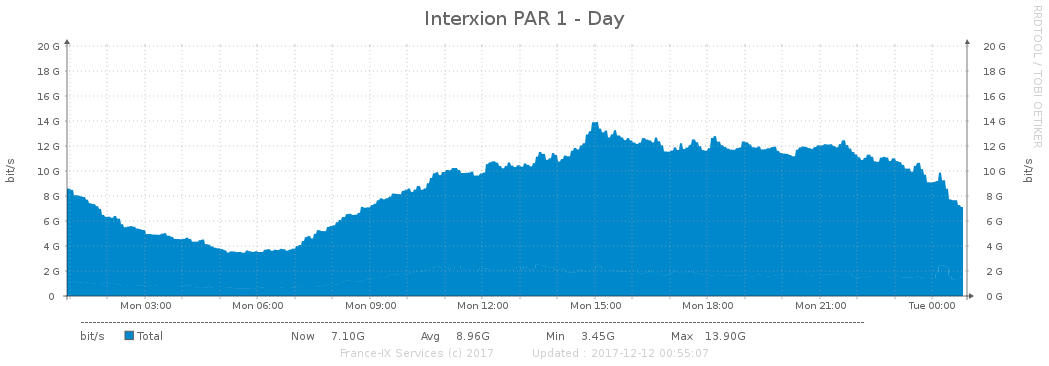 Interxion PAR 1 - Day
RRDTOOL / TOBI OETIKER
bit/s
20 G 20 G
18 G 18 G
16 G 16 G
14 G 14 G
12 G 12 G
10 G 10 G
8 G 8 G
6 G 6 G
4 G 4 G
2 G 2 G
0 0 G
bit/s
Mon 03:00 Mon 06:00 Mon 09:00 Mon 12:00 Mon 15:00 Mon 18:00 Mon 21:00 Tue 00:00
bit/s Total Now 7.10G Avg 8.96G Min 3.45G Max 13.90G
France-IX Services (c) 2017 Updated : 2017-12-12 00:55:07